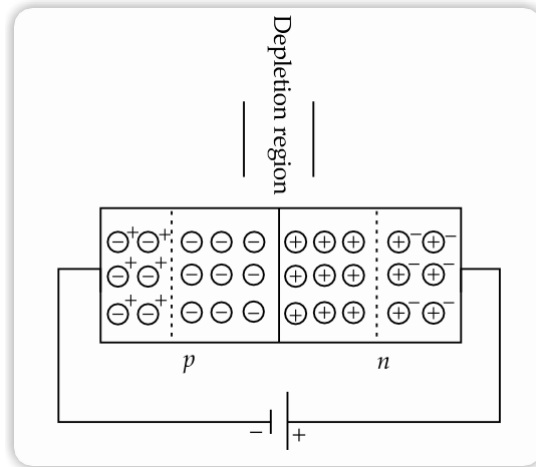 Depletion region
⊖⁺ ⊖⁺ ⊖ ⊖ ⊖ ⊕ ⊕ ⊕ ⊕⁻ ⊕⁻
⊖⁺ ⊖⁺ ⊖ ⊖ ⊖ ⊕ ⊕ ⊕ ⊕⁻ ⊕⁻
⊖⁺ ⊖⁺ ⊖ ⊖ ⊖ ⊕ ⊕ ⊕ ⊕⁻ ⊕⁻
p n
− +